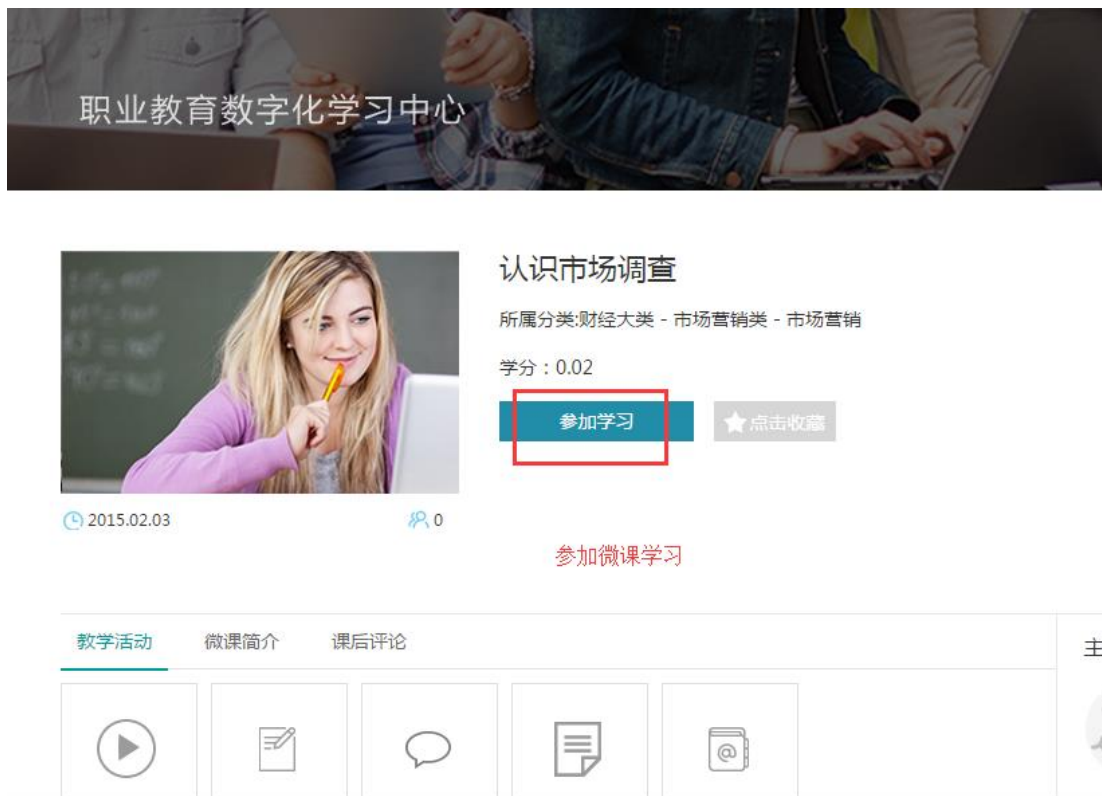 职业教育数字化学习中心
认识市场调查
所属分类:财经大类 - 市场营销类 - 市场营销
学分：0.02
参加学习
点击收藏
2015.02.03
0
参加微课学习
教学活动 微课简介 课后评论
主